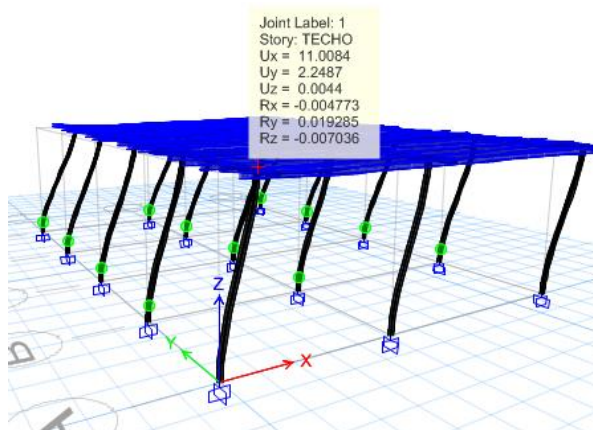 Joint Label: 1
Story: TECHO
Ux = 11.0084
Uy = 2.2487
Uz = 0.0044
Rx = -0.004773
Ry = 0.019285
Rz = -0.007036
Z
Y
X
B
A